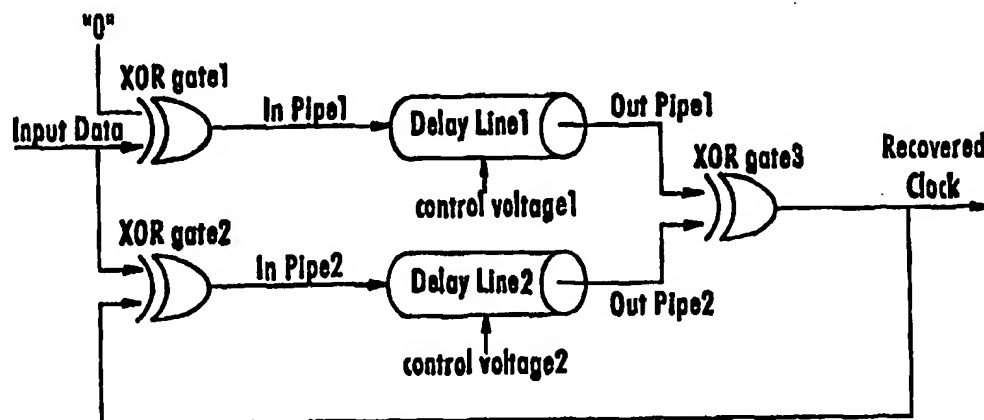 "0"
XOR gate1
Input Data
In Pipe1
Delay Line1
Out Pipe1
control voltage1
XOR gate3
Recovered
Clock
XOR gate2
In Pipe2
Delay Line2
Out Pipe2
control voltage2